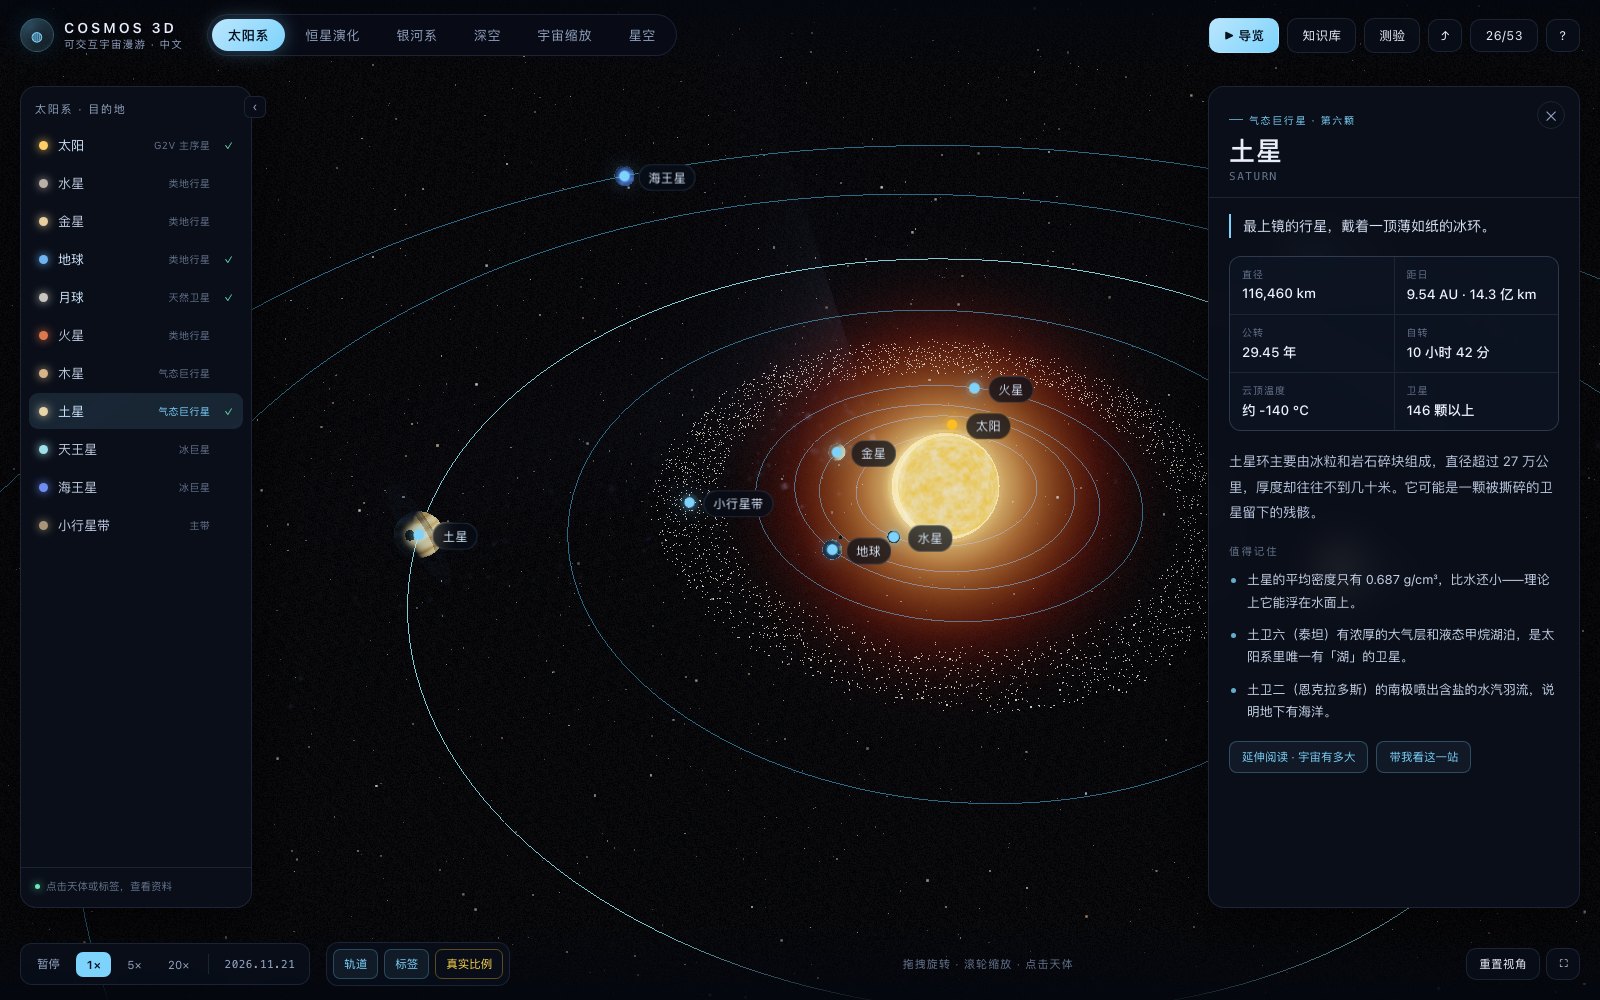 COSMOS 3D
可交互宇宙漫游 · 中文
太阳系
恒星演化
银河系
深空
宇宙缩放
星空
▶ 导览
知识库
测验
⤴
26/53
?
太阳系 · 目的地
‹
太阳 G2V 主序星 ✓
水星 类地行星
金星 类地行星
地球 类地行星 ✓
月球 天然卫星 ✓
火星 类地行星
木星 气态巨行星
土星 气态巨行星 ✓
天王星 冰巨星
海王星 冰巨星
小行星带 主带
点击天体或标签，查看资料
海王星
火星
太阳
金星
小行星带
土星
水星
地球
气态巨行星 · 第六颗
土星
SATURN
最上镜的行星，戴着一顶薄如纸的冰环。
直径
116,460 km
距日
9.54 AU · 14.3 亿 km
公转
29.45 年
自转
10 小时 42 分
云顶温度
约 -140 °C
卫星
146 颗以上
土星环主要由冰粒和岩石碎块组成，直径超过 27 万公
里，厚度却往往不到几十米。它可能是一颗被撕碎的卫
星留下的残骸。
值得记住
土星的平均密度只有 0.687 g/cm³，比水还小——理论
上它能浮在水面上。
土卫六（泰坦）有浓厚的大气层和液态甲烷湖泊，是太
阳系里唯一有「湖」的卫星。
土卫二（恩克拉多斯）的南极喷出含盐的水汽羽流，说
明地下有海洋。
延伸阅读 · 宇宙有多大
带我看这一站
暂停
1×
5×
20×
2026.11.21
轨道
标签
真实比例
拖拽旋转 · 滚轮缩放 · 点击天体
重置视角